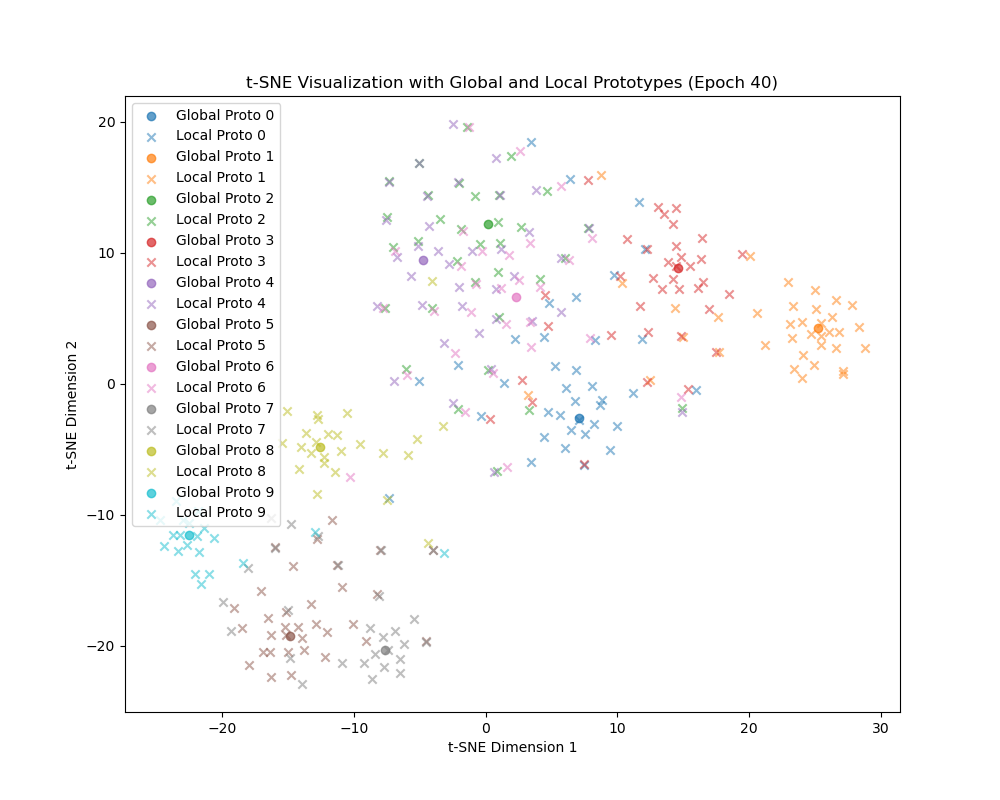 t-SNE Visualization with Global and Local Prototypes (Epoch 40)
Global Proto 0
Local Proto 0
Global Proto 1
Local Proto 1
Global Proto 2
Local Proto 2
Global Proto 3
Local Proto 3
Global Proto 4
Local Proto 4
Global Proto 5
Local Proto 5
Global Proto 6
Local Proto 6
Global Proto 7
Local Proto 7
Global Proto 8
Local Proto 8
Global Proto 9
Local Proto 9
20
10
0
−10
−20
t-SNE Dimension 2
−20 −10 0 10 20 30
t-SNE Dimension 1